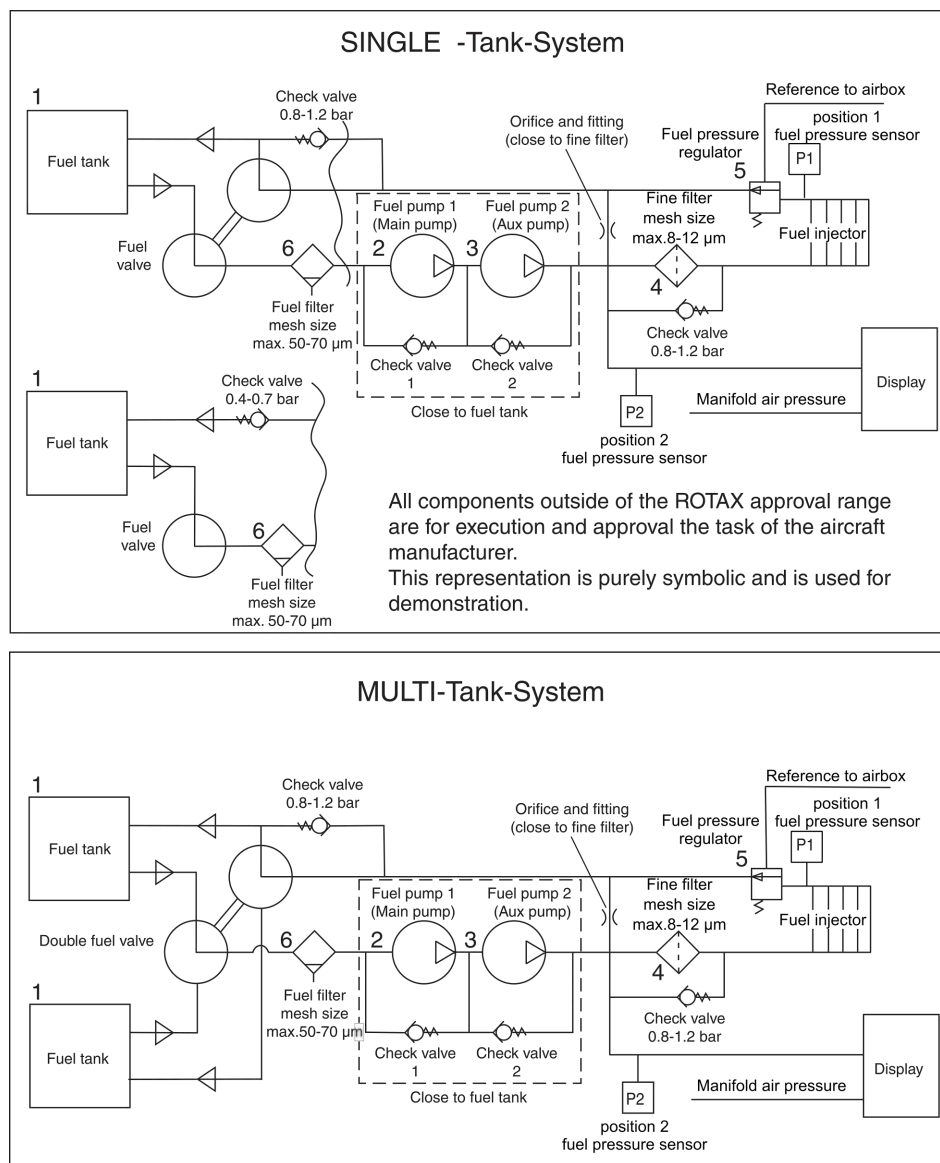 SINGLE -Tank-System
1
Fuel tank
Check valve
0.8-1.2 bar
Orifice and fitting
(close to fine filter)
Reference to airbox
position 1
fuel pressure sensor
Fuel pressure
regulator
5
P1
Fuel pump 1
(Main pump)
Fuel pump 2
(Aux pump)
Fine filter
mesh size
max.8-12 µm
Fuel injector
Fuel
valve
6
2
3
4
Fuel filter
mesh size
max. 50-70 µm
Check valve
1
Check valve
2
Close to fuel tank
Check valve
0.8-1.2 bar
Display
Manifold air pressure
P2
position 2
fuel pressure sensor
1
Fuel tank
Check valve
0.4-0.7 bar
Fuel
valve
6
Fuel filter
mesh size
max. 50-70 µm
All components outside of the ROTAX approval range
are for execution and approval the task of the aircraft
manufacturer.
This representation is purely symbolic and is used for
demonstration.
MULTI-Tank-System
1
Fuel tank
Check valve
0.8-1.2 bar
Orifice and fitting
(close to fine filter)
Reference to airbox
position 1
fuel pressure sensor
Fuel pressure
regulator
5
P1
Fuel pump 1
(Main pump)
Fuel pump 2
(Aux pump)
Fine filter
mesh size
max.8-12 µm
Fuel injector
Double fuel valve
6
2
3
4
Fuel filter
mesh size
max.50-70 µm
1
Fuel tank
Check valve
1
Check valve
2
Close to fuel tank
Check valve
0.8-1.2 bar
Display
Manifold air pressure
P2
position 2
fuel pressure sensor